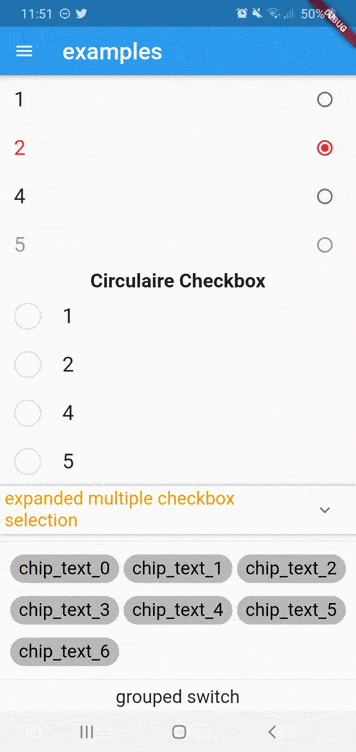 11:51 50%
DEBUG
examples
1
2
4
5
Circulaire Checkbox
1
2
4
5
expanded multiple checkbox
selection
chip_text_0 chip_text_1 chip_text_2
chip_text_3 chip_text_4 chip_text_5
chip_text_6
grouped switch